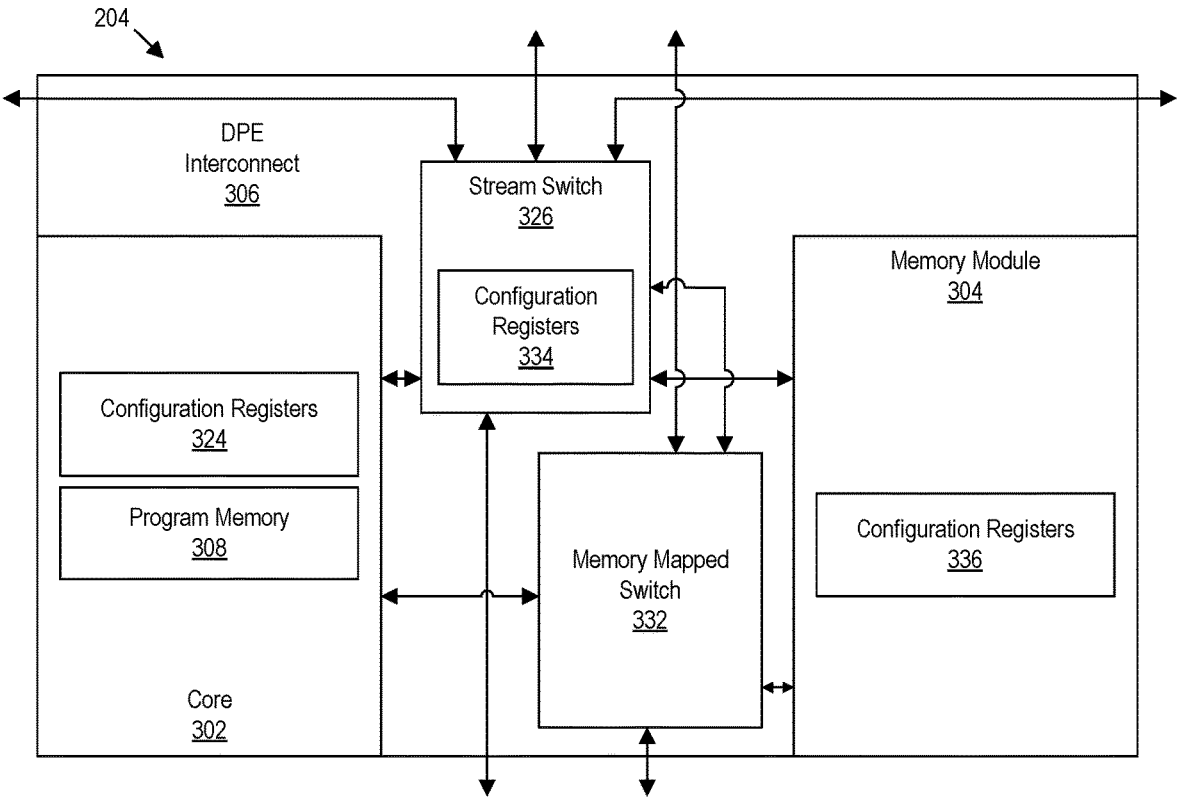 204
DPE
Interconnect
306
Stream Switch
326
Configuration
Registers
334
Memory Module
304
Configuration Registers
324
Program Memory
308
Memory Mapped
Switch
332
Configuration Registers
336
Core
302